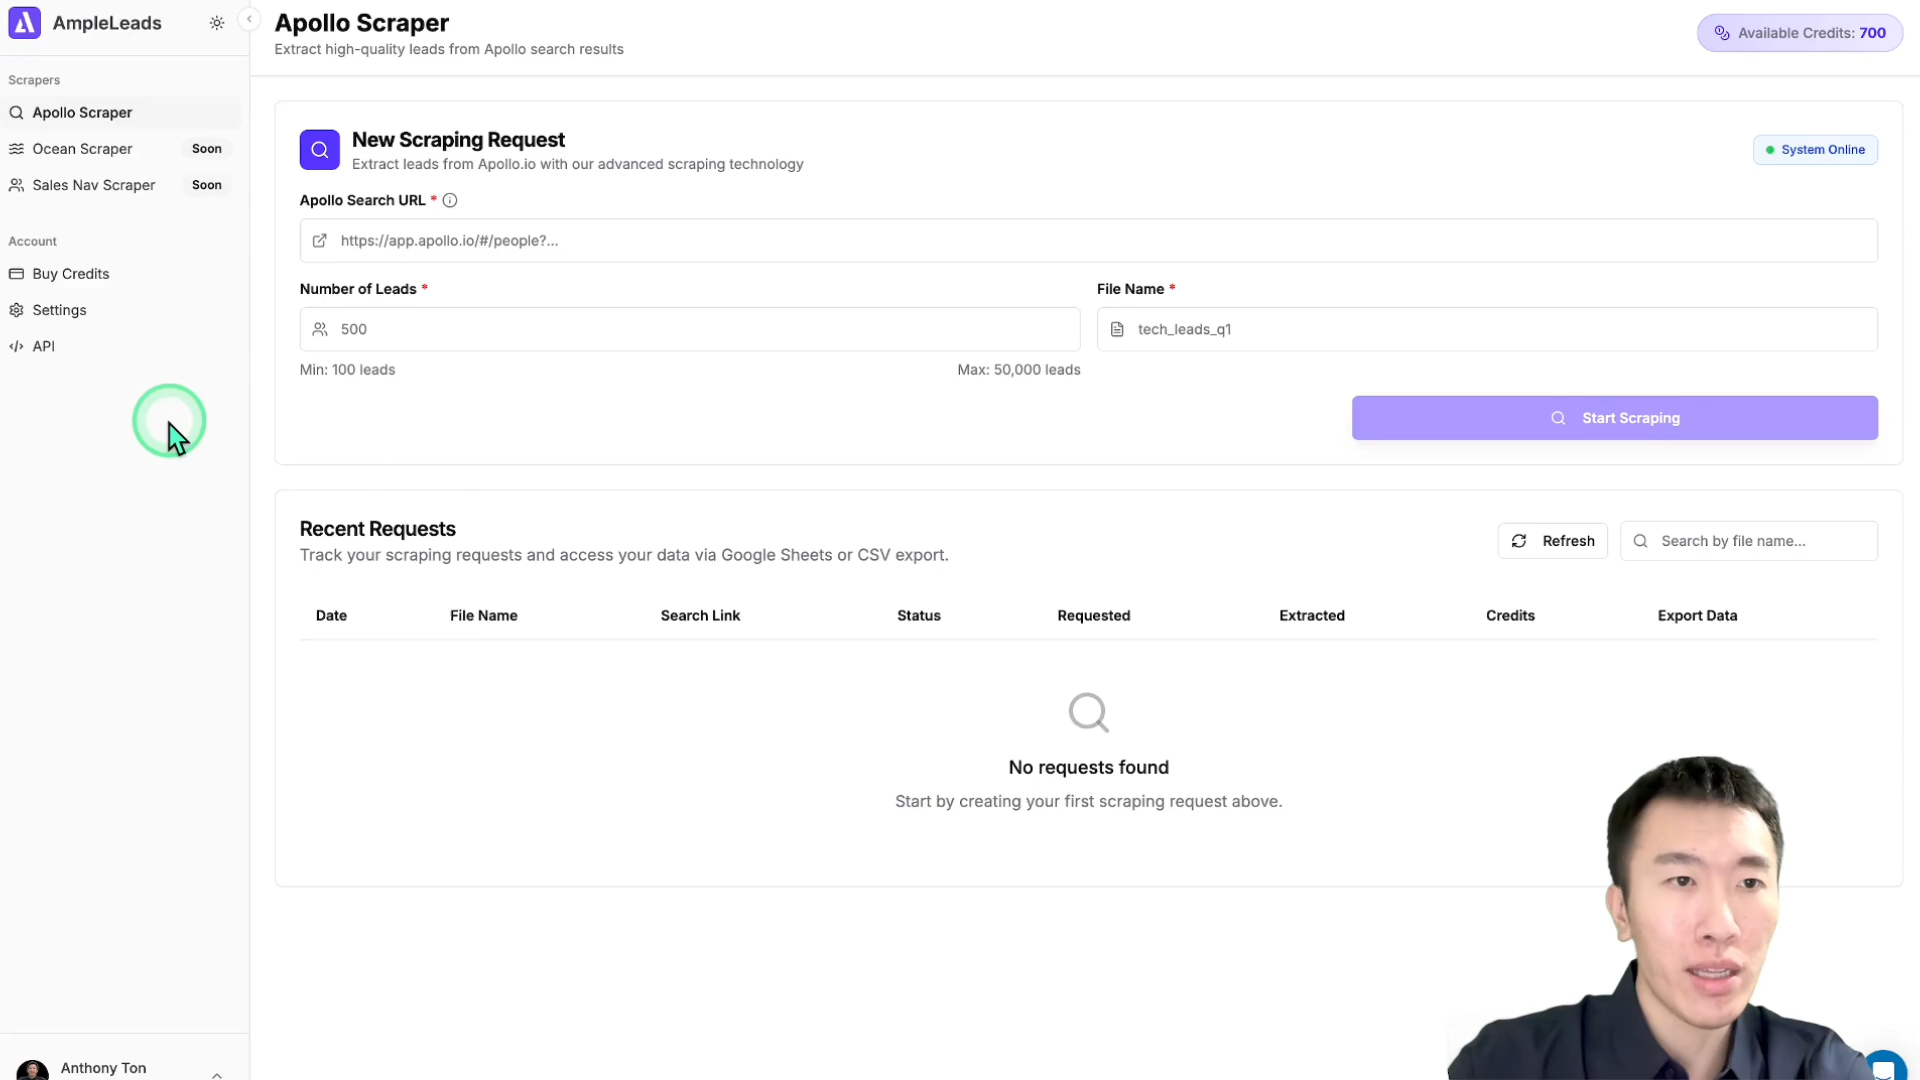 AmpleLeads
Scrapers
Apollo Scraper
Ocean Scraper Soon
Sales Nav Scraper Soon
Account
Buy Credits
Settings
API
Anthony Ton
Apollo Scraper
Extract high-quality leads from Apollo search results
Available Credits: 700
New Scraping Request
Extract leads from Apollo.io with our advanced scraping technology
System Online
Apollo Search URL *
https://app.apollo.io/#/people?...
Number of Leads *
500
Min: 100 leads Max: 50,000 leads
File Name *
tech_leads_q1
Start Scraping
Recent Requests
Track your scraping requests and access your data via Google Sheets or CSV export.
Refresh
Search by file name...
Date File Name Search Link Status Requested Extracted Credits Export Data
No requests found
Start by creating your first scraping request above.